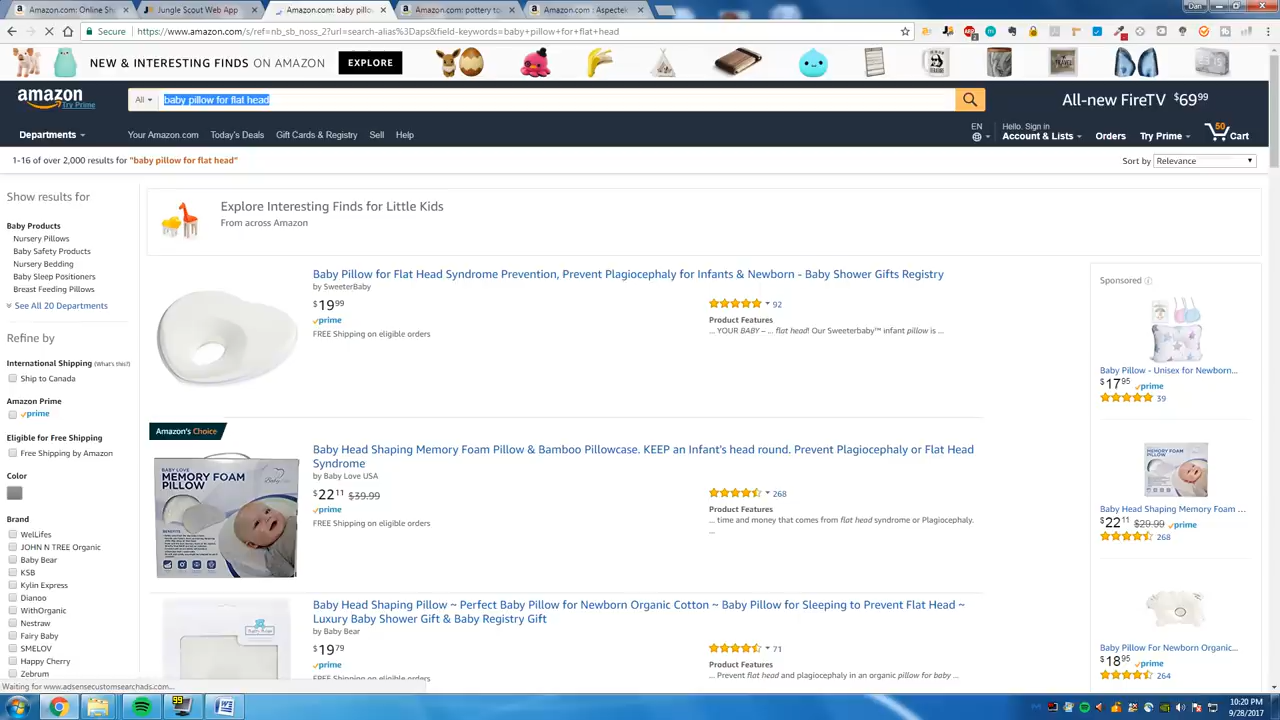 Amazon.com: Online Sh
Jungle Scout Web App
Amazon.com: baby pillo
Amazon.com: pottery to
Amazon.com : Aspectek
Dan
Secure
https://www.amazon.com/s/ref=nb_sb_noss_2?url=search-alias%3Daps&field-keywords=baby+pillow+for+flat+head
NEW & INTERESTING FINDS ON AMAZON
EXPLORE
amazon
Try Prime
All
baby pillow for flat head
All-new FireTV $69.99
Departments
Your Amazon.com
Today's Deals
Gift Cards & Registry
Sell
Help
EN
Hello. Sign in
Account & Lists
Orders
Try Prime
Cart
1-16 of over 2,000 results for "baby pillow for flat head"
Sort by
Relevance
Show results for
Baby Products
Nursery Pillows
Baby Safety Products
Nursery Bedding
Baby Sleep Positioners
Breast Feeding Pillows
See All 20 Departments
Refine by
International Shipping (What's this?)
Ship to Canada
Amazon Prime
prime
Eligible for Free Shipping
Free Shipping by Amazon
Color
Brand
WelLifes
JOHN N TREE Organic
Baby Bear
KSB
Kylin Express
Dianoo
WithOrganic
Nestraw
Fairy Baby
SMELOV
Happy Cherry
Zebrum
Explore Interesting Finds for Little Kids
From across Amazon
Baby Pillow for Flat Head Syndrome Prevention, Prevent Plagiocephaly for Infants & Newborn - Baby Shower Gifts Registry
by SweeterBaby
$19.99
prime
FREE Shipping on eligible orders
92
Product Features
... YOUR BABY – ... flat head! Our Sweeterbaby™ infant pillow is ...
Amazon's Choice
Baby Head Shaping Memory Foam Pillow & Bamboo Pillowcase. KEEP an Infant's head round. Prevent Plagiocephaly or Flat Head
Syndrome
by Baby Love USA
$22.11 $39.99
prime
FREE Shipping on eligible orders
268
Product Features
... time and money that comes from flat head syndrome or Plagiocephaly.
...
BABY LOVE
MEMORY FOAM
PILLOW
Baby Head Shaping Pillow ~ Perfect Baby Pillow for Newborn Organic Cotton ~ Baby Pillow for Sleeping to Prevent Flat Head ~
Luxury Baby Shower Gift & Baby Registry Gift
by Baby Bear
$19.79
prime
FREE Shipping on eligible orders
71
Product Features
... Prevent flat head and plagiocephaly in an organic pillow for baby ...
Sponsored
Baby Pillow - Unisex for Newborn...
$17.95 prime
39
Baby Head Shaping Memory Foam ...
$22.11 $29.99 prime
268
Baby Pillow For Newborn Organic...
$18.95 prime
264
Waiting for www.adsensecustomsearchads.com...
10:20 PM
9/28/2017